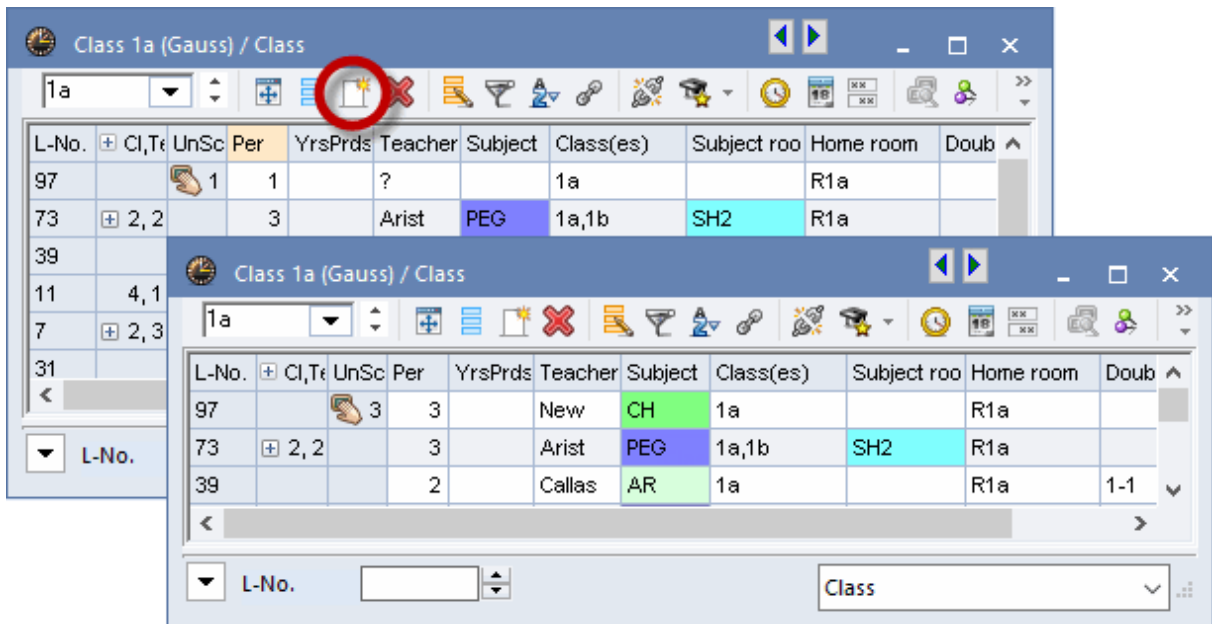 Class 1a (Gauss) / Class
1a
L-No. Cl,Te UnSc Per YrsPrds Teacher Subject Class(es) Subject roo Home room Doub
97 1 1 ? 1a R1a
73 2, 2 3 Arist PEG 1a,1b SH2 R1a
39
11 4, 1
7 2, 3
31
L-No.
Class 1a (Gauss) / Class
1a
L-No. Cl,Te UnSc Per YrsPrds Teacher Subject Class(es) Subject roo Home room Doub
97 3 3 New CH 1a R1a
73 2, 2 3 Arist PEG 1a,1b SH2 R1a
39 2 Callas AR 1a R1a 1-1
L-No. Class